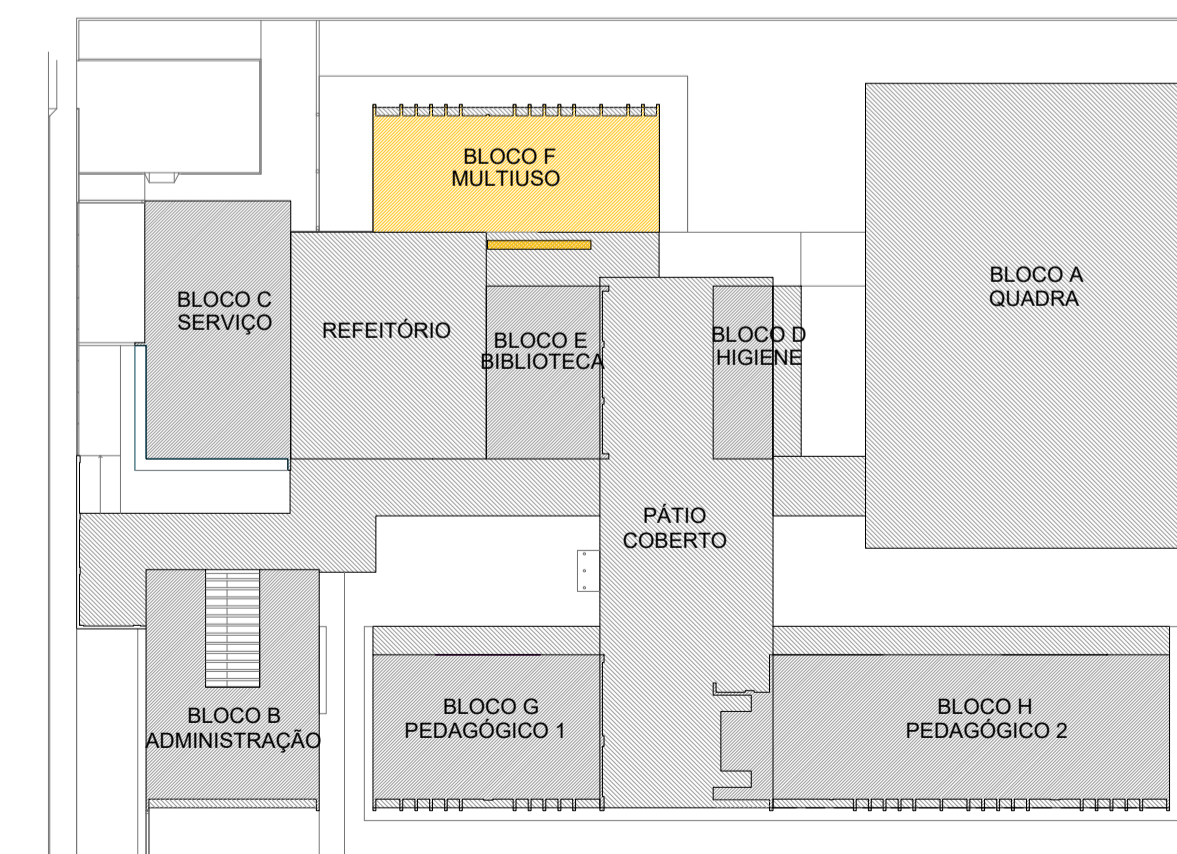 BLOCO F
MULTIUSO
BLOCO A
QUADRA
BLOCO C
SERVIÇO
REFEITÓRIO
BLOCO E
BIBLIOTECA
BLOCO D
HIGIENE
PÁTIO
COBERTO
BLOCO B
ADMINISTRAÇÃO
BLOCO G
PEDAGÓGICO 1
BLOCO H
PEDAGÓGICO 2